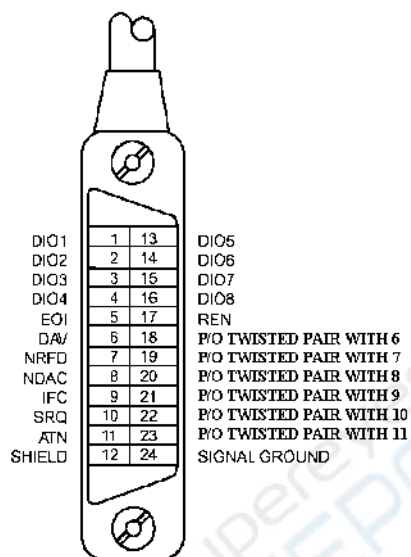 DIO1 1 13 DIO5
DIO2 2 14 DIO6
DIO3 3 15 DIO7
DIO4 4 16 DIO8
EOI 5 17 REN
DAV 6 18 P/O TWISTED PAIR WITH 6
NRFD 7 19 P/O TWISTED PAIR WITH 7
NDAC 8 20 P/O TWISTED PAIR WITH 8
IFC 9 21 P/O TWISTED PAIR WITH 9
SRQ 10 22 P/O TWISTED PAIR WITH 10
ATN 11 23 P/O TWISTED PAIR WITH 11
SHIELD 12 24 SIGNAL GROUND